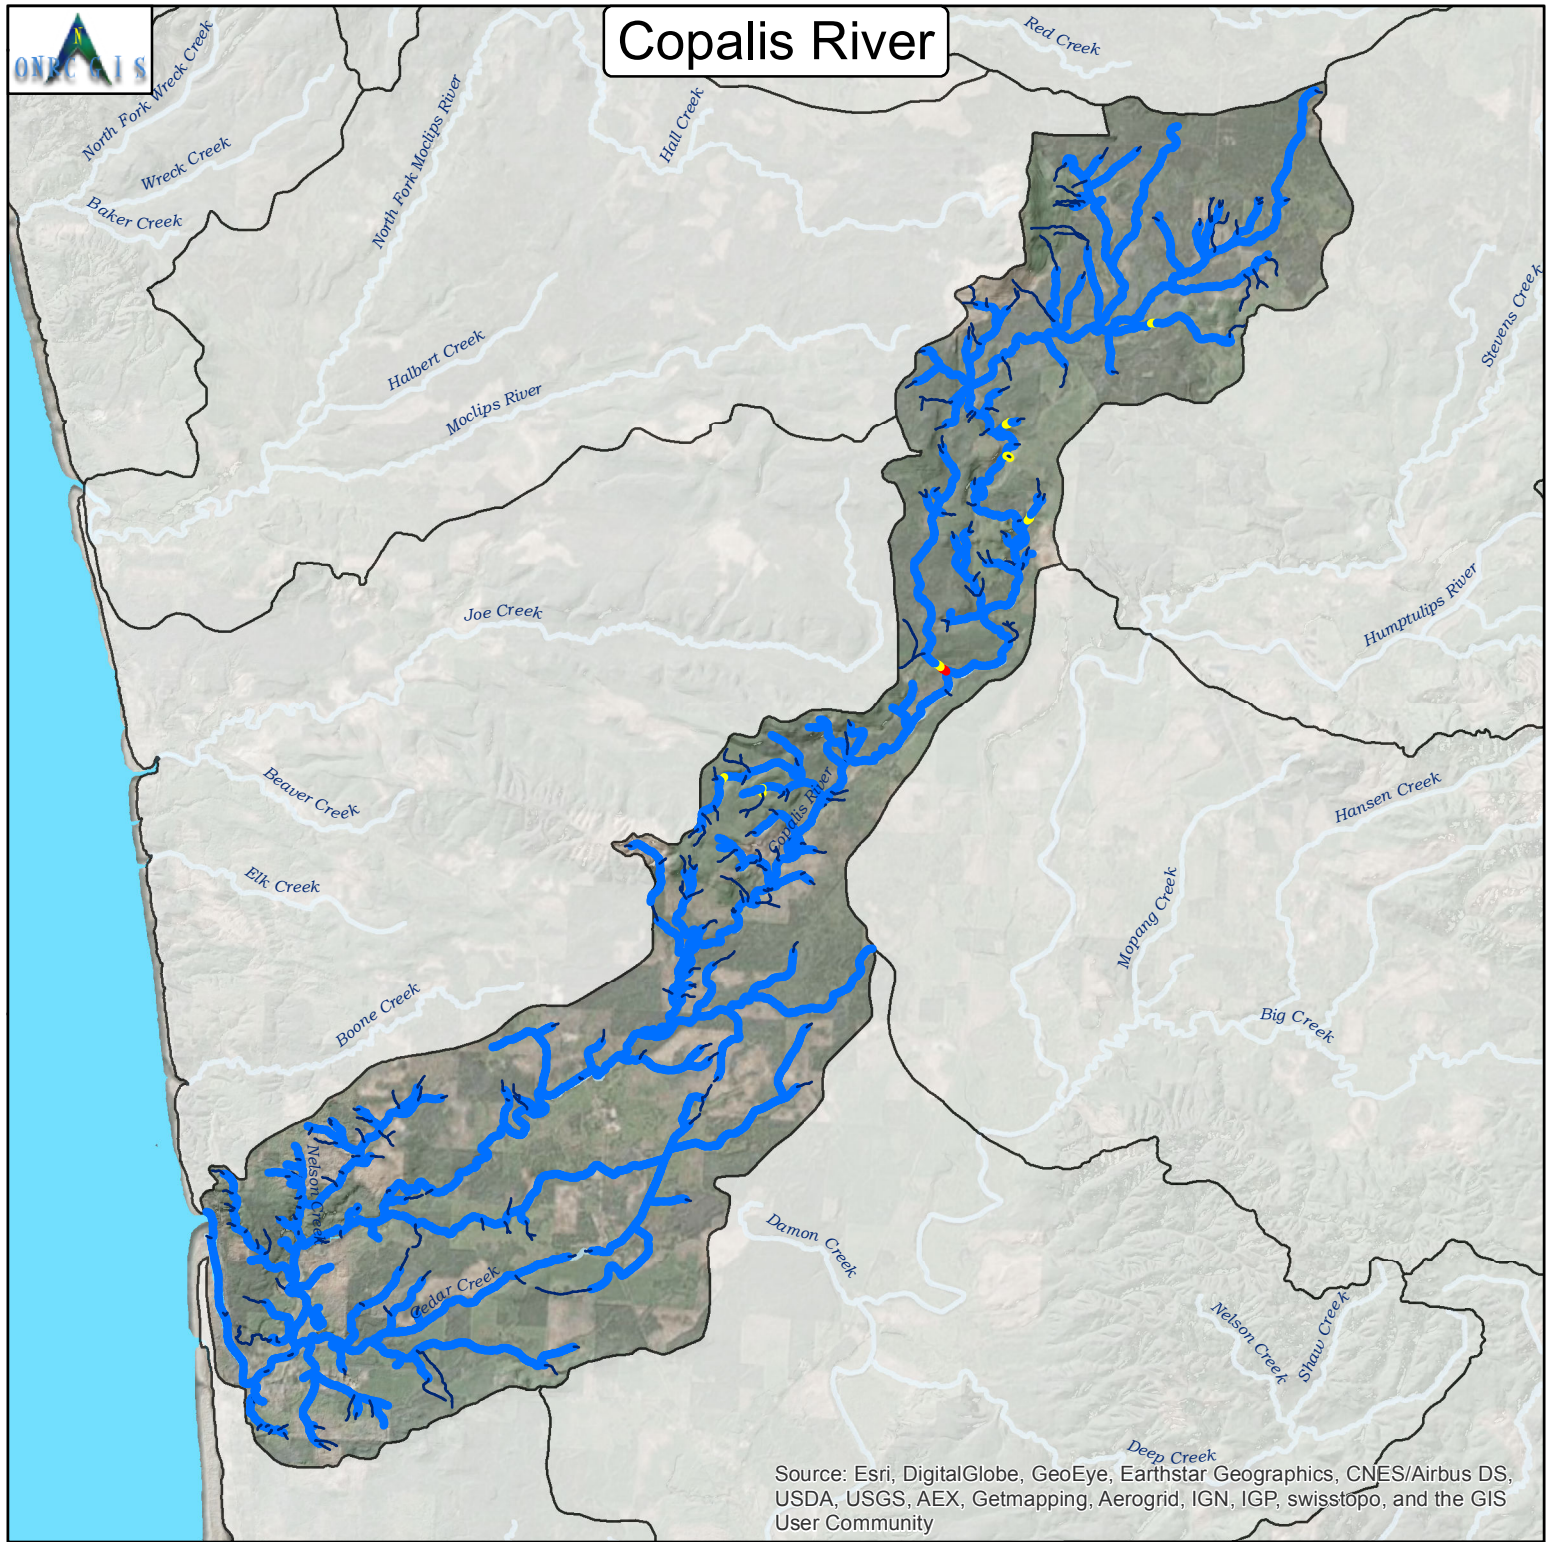 N
ONRC GIS
Copalis River
Red Creek
North Fork Wreck Creek
Wreck Creek
Baker Creek
North Fork Moclips River
Hall Creek
Halbert Creek
Moclips River
Stevens Creek
Joe Creek
Humptulips River
Beaver Creek
Copalis River
Hansen Creek
Elk Creek
Mopang Creek
Boone Creek
Big Creek
Nelson Creek
Damon Creek
Cedar Creek
Nelson Creek
Shaw Creek
Deep Creek
Source: Esri, DigitalGlobe, GeoEye, Earthstar Geographics, CNES/Airbus DS,
USDA, USGS, AEX, Getmapping, Aerogrid, IGN, IGP, swisstopo, and the GIS
User Community